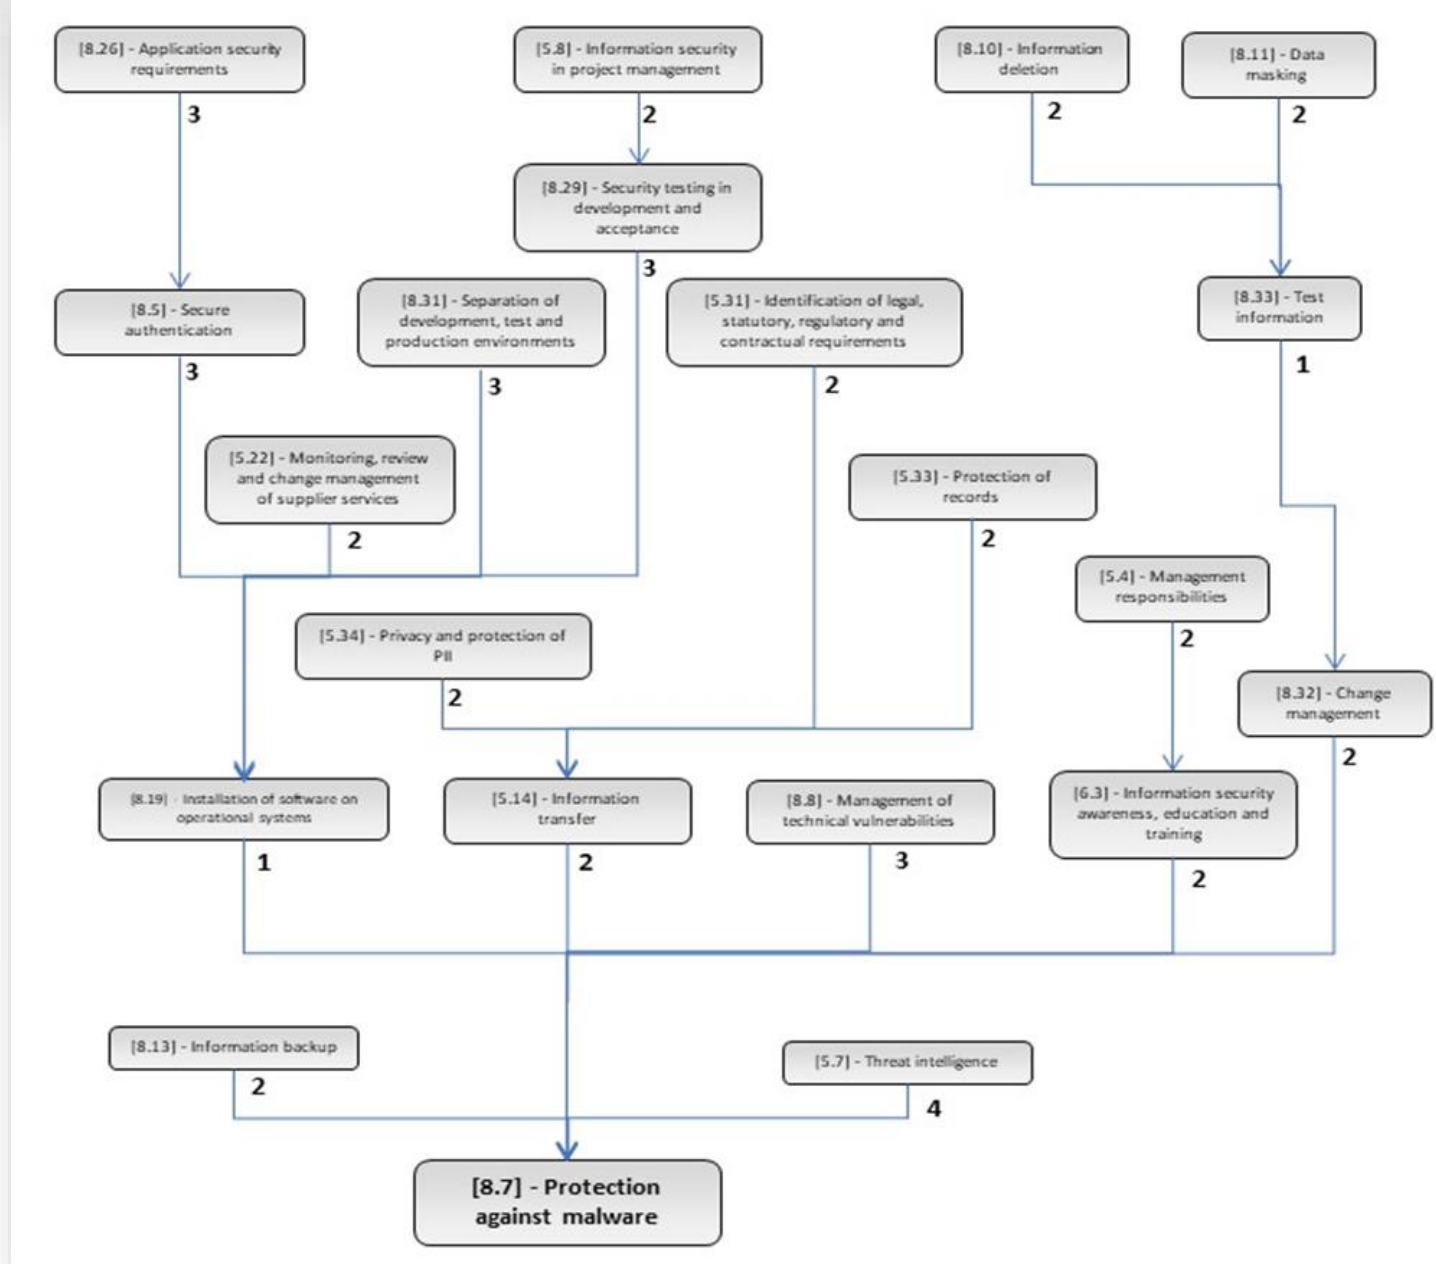 [8.26] - Application security
requirements
3
[5.8] - Information security
in project management
2
[8.10] - Information
deletion
2
[8.11] - Data
masking
2
[8.29] - Security testing in
development and
acceptance
3
[8.5] - Secure
authentication
3
[8.31] - Separation of
development, test and
production environments
3
[5.31] - Identification of legal,
statutory, regulatory and
contractual requirements
2
[8.33] - Test
information
1
[5.22] - Monitoring, review
and change management
of supplier services
2
[5.33] - Protection of
records
2
[5.4] - Management
responsibilities
2
[5.34] - Privacy and protection of
PII
2
[8.32] - Change
management
2
[8.19] - Installation of software on
operational systems
1
[5.14] - Information
transfer
2
[8.8] - Management of
technical vulnerabilities
3
[6.3] - Information security
awareness, education and
training
2
[8.13] - Information backup
2
[5.7] - Threat intelligence
4
[8.7] - Protection
against malware